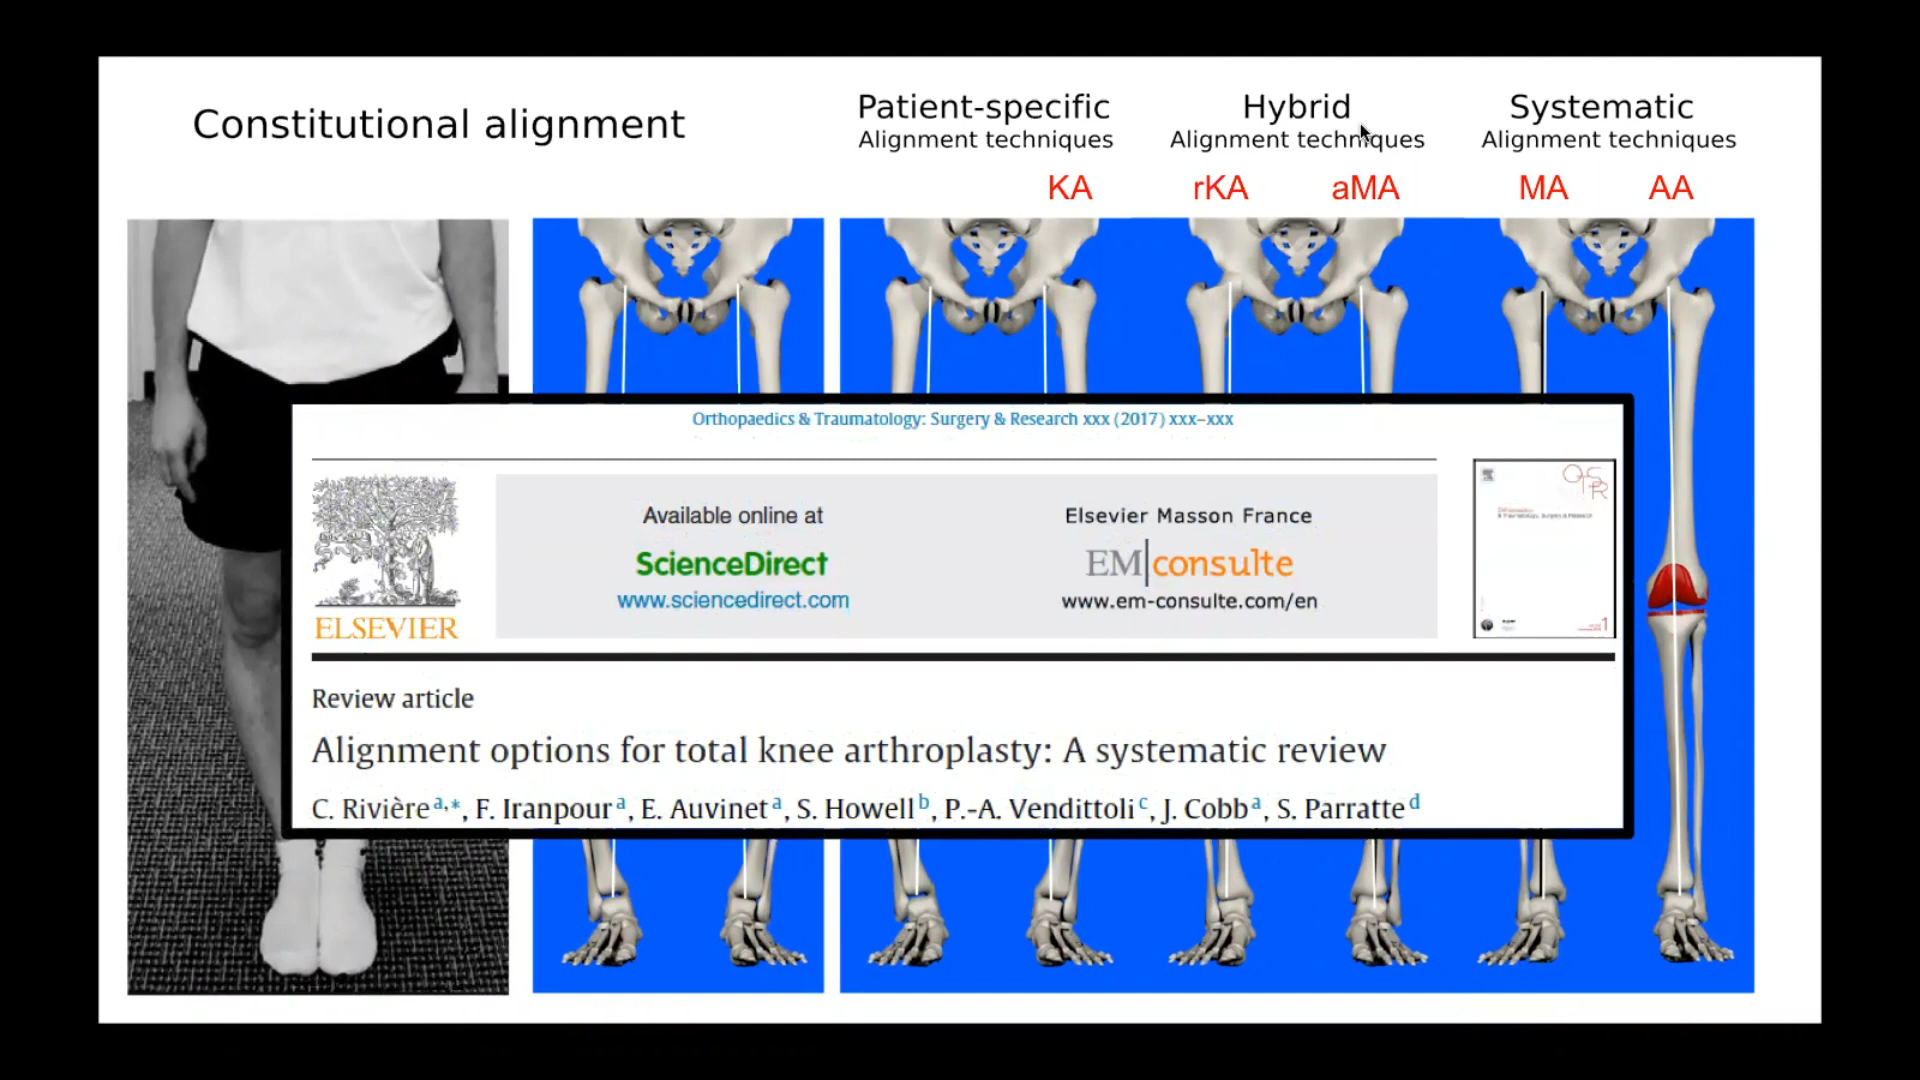 Constitutional alignment
Patient-specific
Alignment techniques
Hybrid
Alignment techniques
Systematic
Alignment techniques
KA
rKA
aMA
MA
AA
Orthopaedics & Traumatology: Surgery & Research xxx (2017) xxx–xxx
ELSEVIER
Available online at
ScienceDirect
www.sciencedirect.com
Elsevier Masson France
EM|consulte
www.em-consulte.com/en
Review article
Alignment options for total knee arthroplasty: A systematic review
C. Rivière a,*, F. Iranpour a, E. Auvinet a, S. Howell b, P.-A. Vendittoli c, J. Cobb a, S. Parratte d